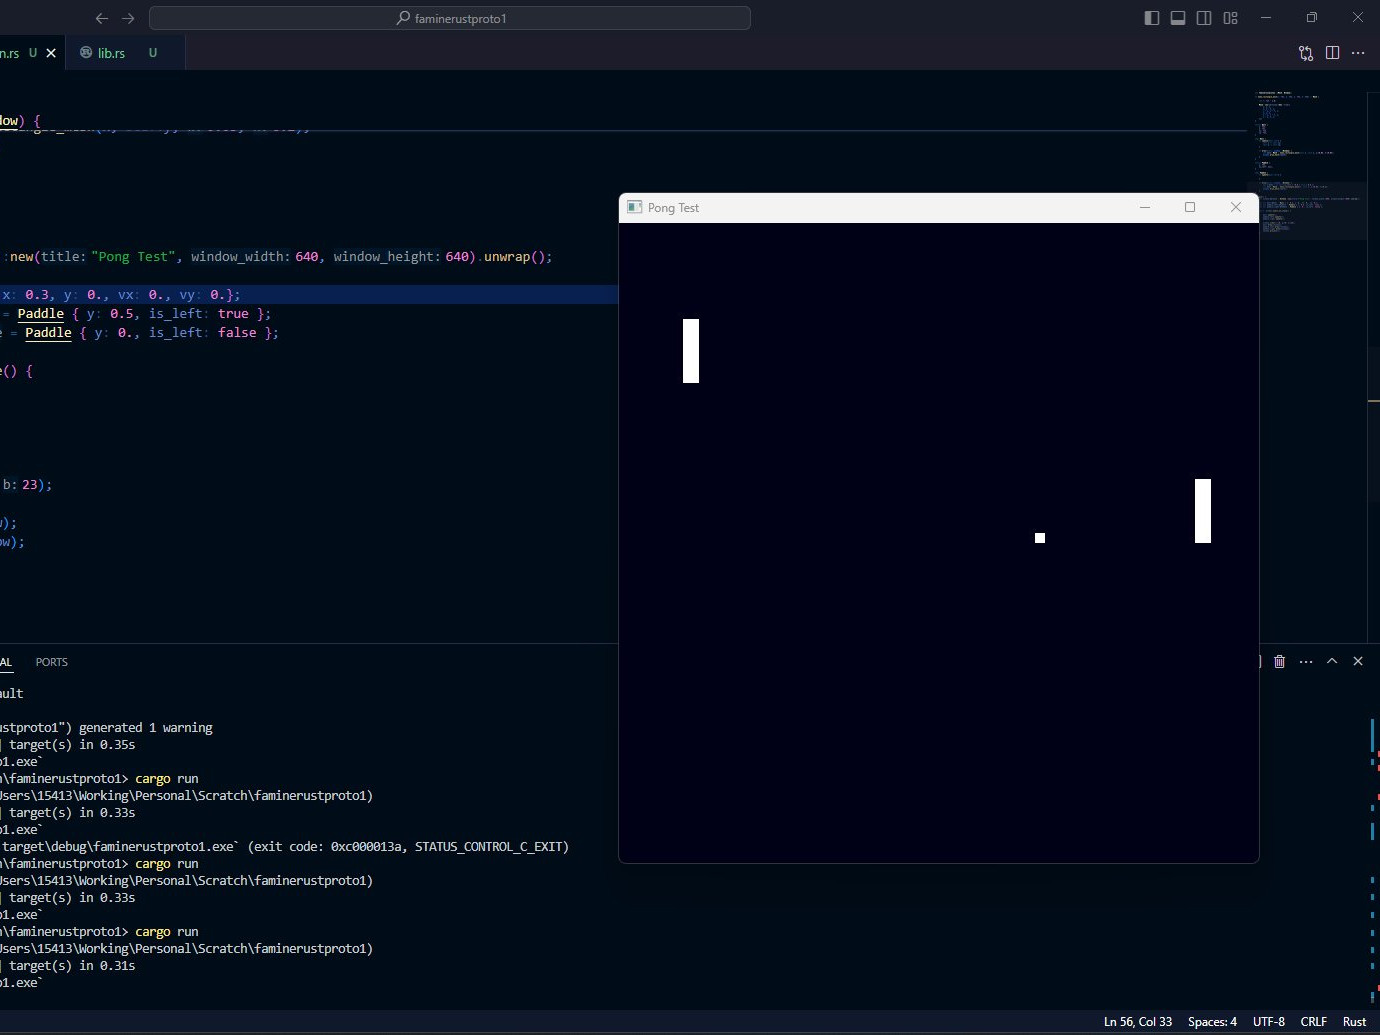 faminerustproto1
n.rs U
lib.rs U
low) {
:new(title: "Pong Test", window_width: 640, window_height: 640).unwrap();
x: 0.3, y: 0., vx: 0., vy: 0.};
= Paddle { y: 0.5, is_left: true };
e = Paddle { y: 0., is_left: false };
e() {
b: 23);
w);
ow);
Pong Test
AL PORTS
ault
ustproto1") generated 1 warning
target(s) in 0.35s
o1.exe`
n\faminerustproto1> cargo run
Users\15413\Working\Personal\Scratch\faminerustproto1)
target(s) in 0.33s
o1.exe`
target\debug\faminerustproto1.exe` (exit code: 0xc000013a, STATUS_CONTROL_C_EXIT)
n\faminerustproto1> cargo run
Users\15413\Working\Personal\Scratch\faminerustproto1)
target(s) in 0.33s
o1.exe`
n\faminerustproto1> cargo run
Users\15413\Working\Personal\Scratch\faminerustproto1)
target(s) in 0.31s
o1.exe`
Ln 56, Col 33 Spaces: 4 UTF-8 CRLF Rust